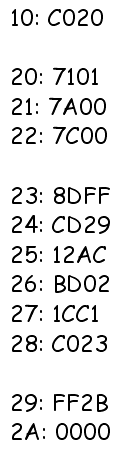 10: C020
20: 7101
21: 7A00
22: 7C00
23: 8DFF
24: CD29
25: 12AC
26: BD02
27: 1CC1
28: C023
29: FF2B
2A: 0000